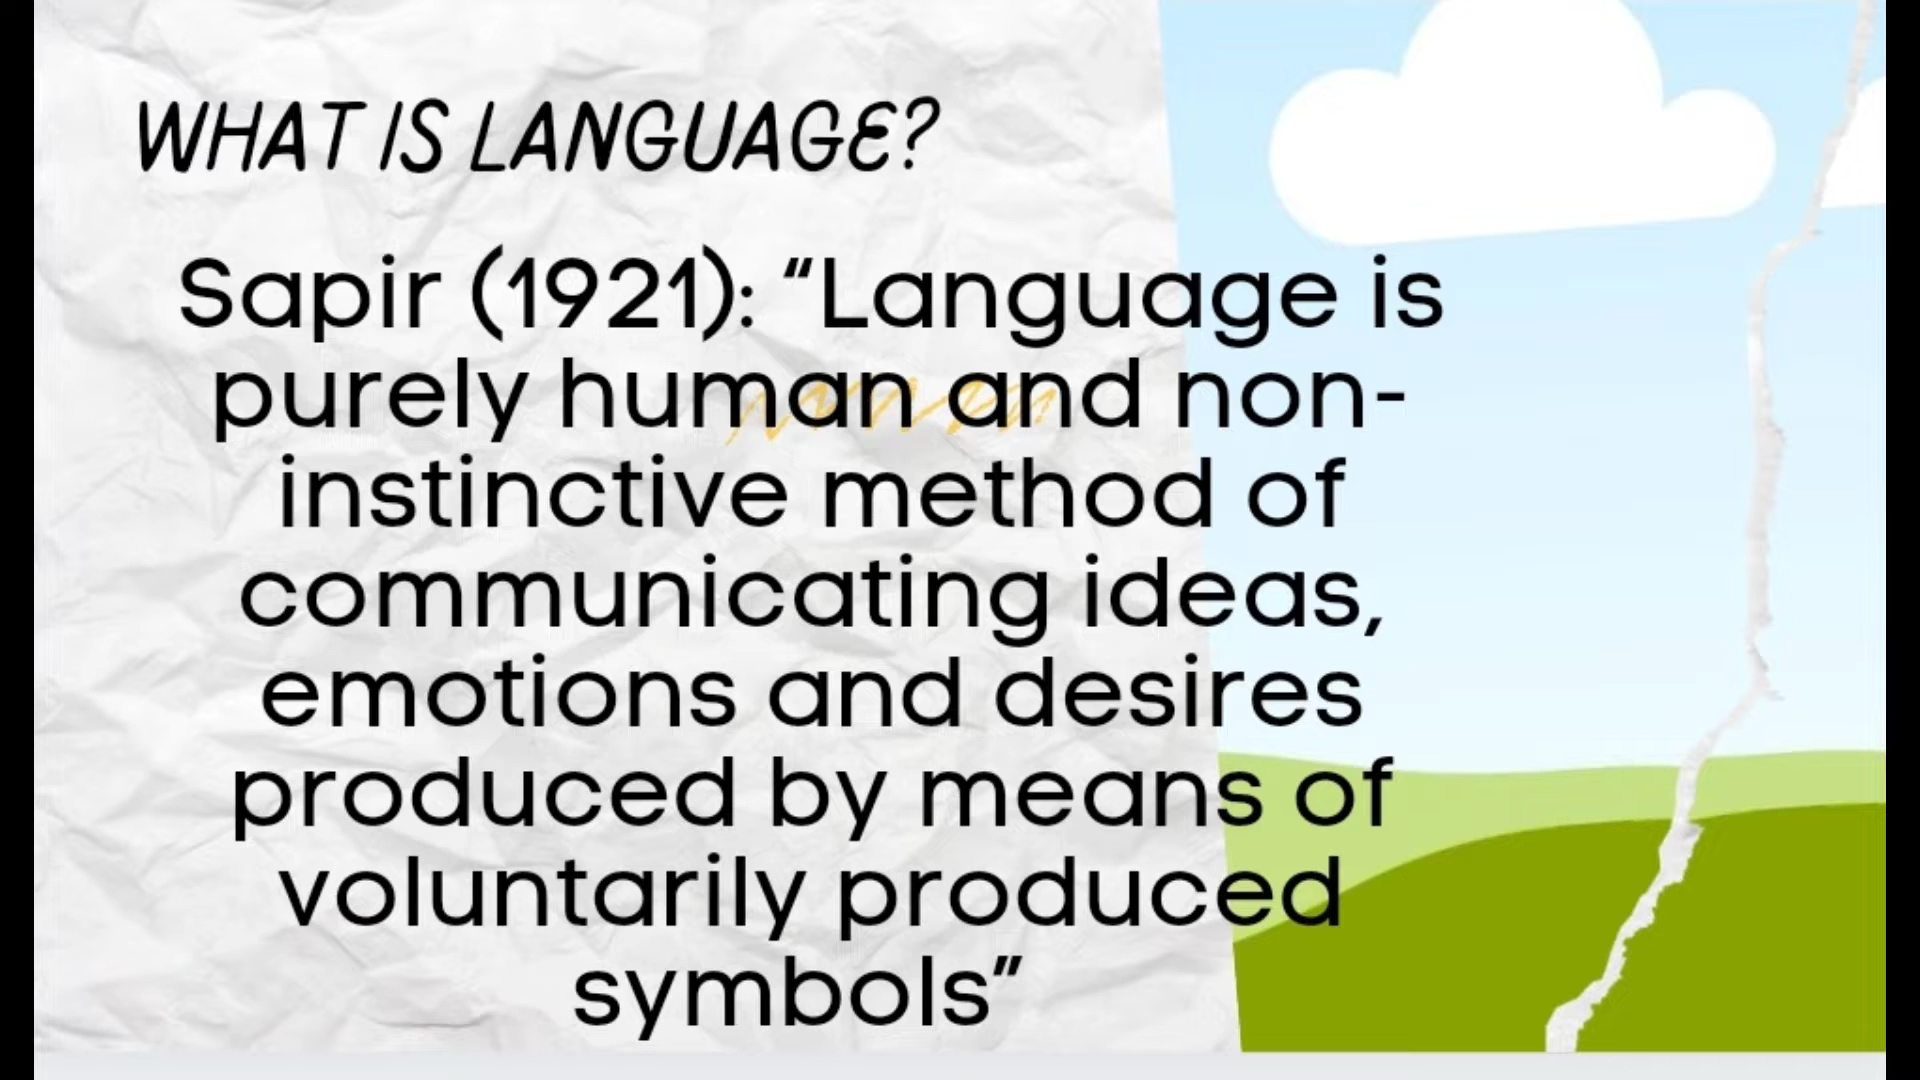 WHAT IS LANGUAGE?
Sapir (1921): “Language is
purely human and non-
instinctive method of
communicating ideas,
emotions and desires
produced by means of
voluntarily produced
symbols”